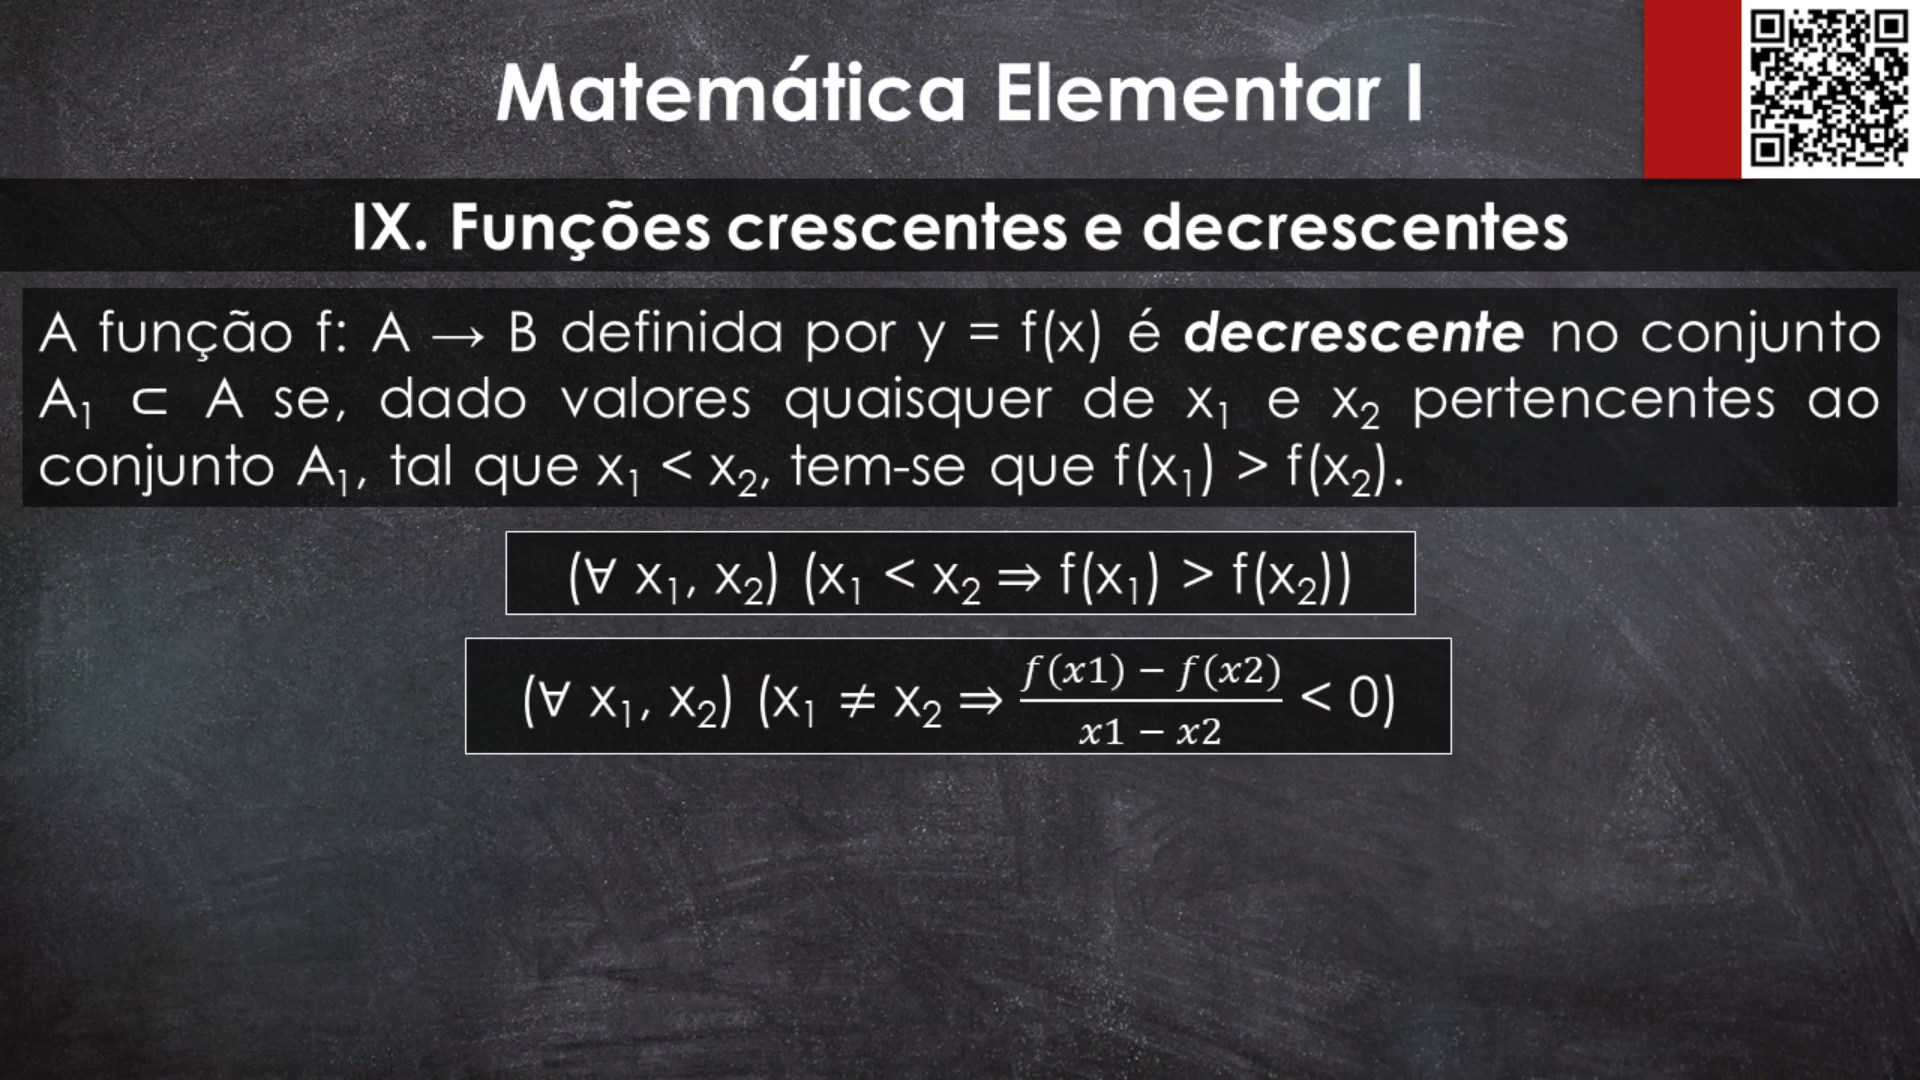 Matemática Elementar I
IX. Funções crescentes e decrescentes
A função f: A → B definida por y = f(x) é decrescente no conjunto
A₁ ⊂ A se, dado valores quaisquer de x₁ e x₂ pertencentes ao
conjunto A₁, tal que x₁ < x₂, tem-se que f(x₁) > f(x₂).
(∀ x₁, x₂) (x₁ < x₂ ⇒ f(x₁) > f(x₂))
(∀ x₁, x₂) (x₁ ≠ x₂ ⇒ \frac{f(x1) − f(x2)}{x1 − x2} < 0)